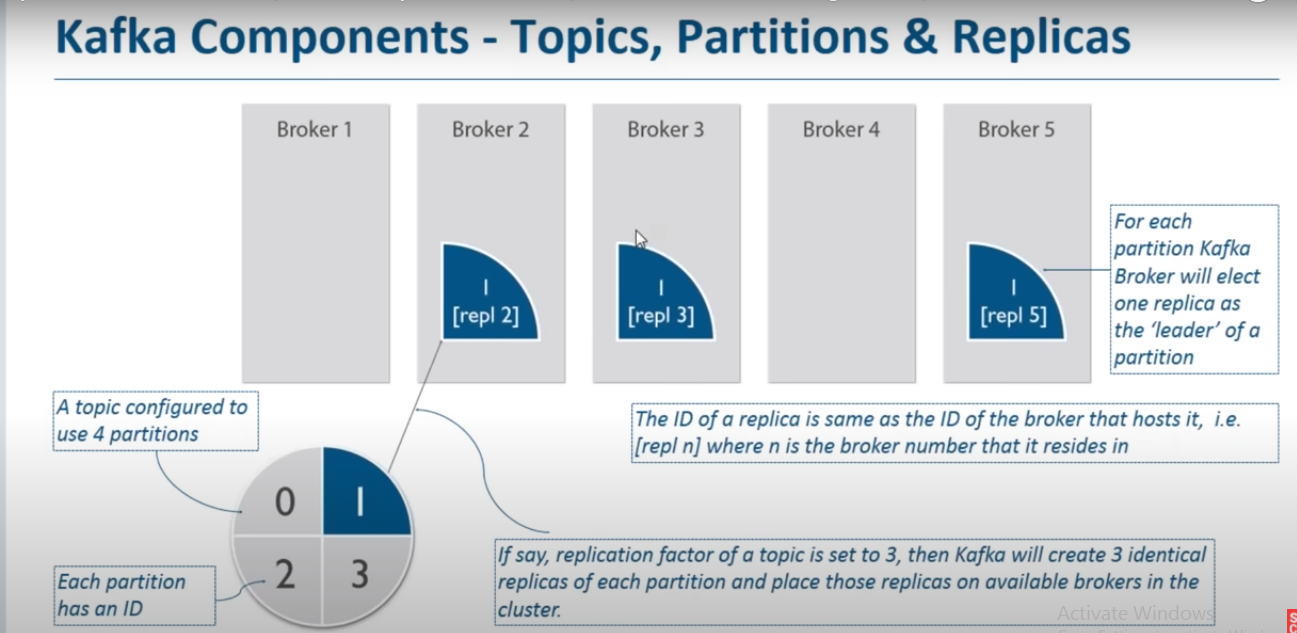 Kafka Components - Topics, Partitions & Replicas
Broker 1
Broker 2
Broker 3
Broker 4
Broker 5
1
[repl 2]
1
[repl 3]
1
[repl 5]
For each
partition Kafka
Broker will elect
one replica as
the ‘leader’ of a
partition
A topic configured to
use 4 partitions
The ID of a replica is same as the ID of the broker that hosts it, i.e.
[repl n] where n is the broker number that it resides in
0
1
2
3
Each partition
has an ID
If say, replication factor of a topic is set to 3, then Kafka will create 3 identical
replicas of each partition and place those replicas on available brokers in the
cluster.
Activate Windows